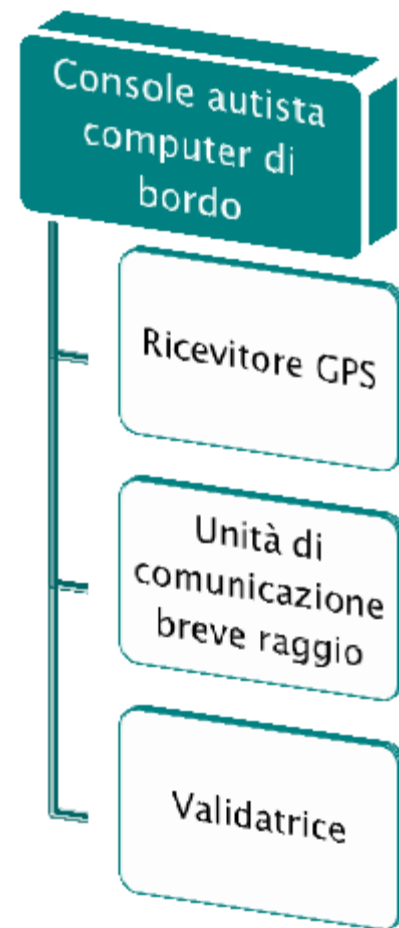 Console autista
computer di
bordo
Ricevitore GPS
Unità di
comunicazione
breve raggio
Validatrice